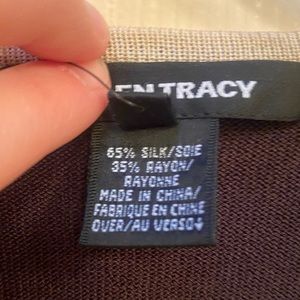 EN TRACY
65% SILK/SOIE
35% RAYON/
RAYONNE
MADE IN CHINA/
FABRIQUE EN CHINE
OVER/AU VERSO